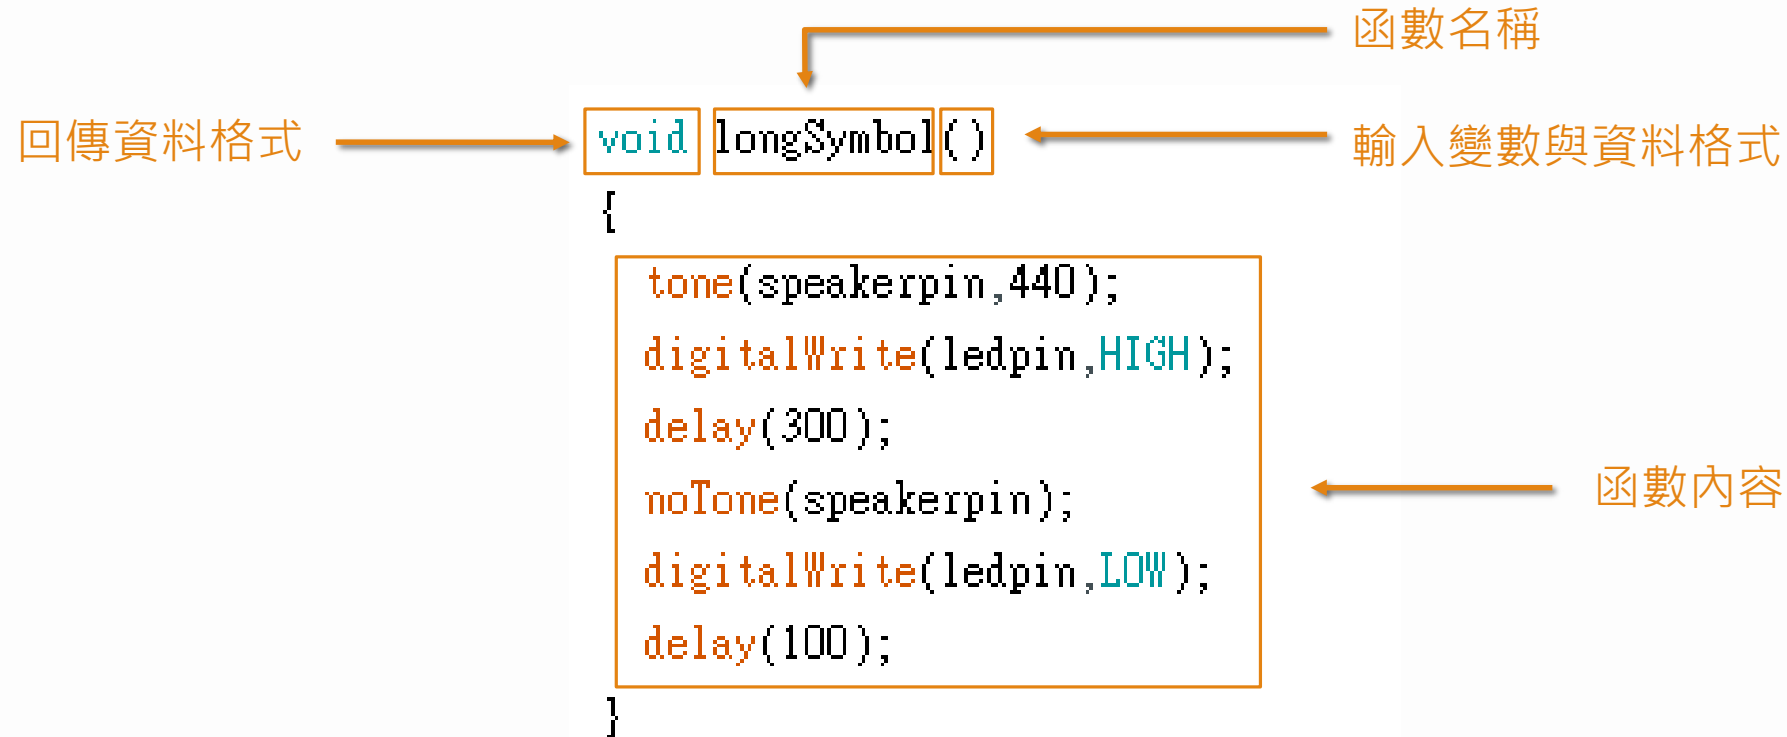 函數名稱
回傳資料格式
void longSymbol()
輸入變數與資料格式
{
tone(speakerpin,440);
digitalWrite(ledpin,HIGH);
delay(300);
noTone(speakerpin);
函數內容
digitalWrite(ledpin,LOW);
delay(100);
}